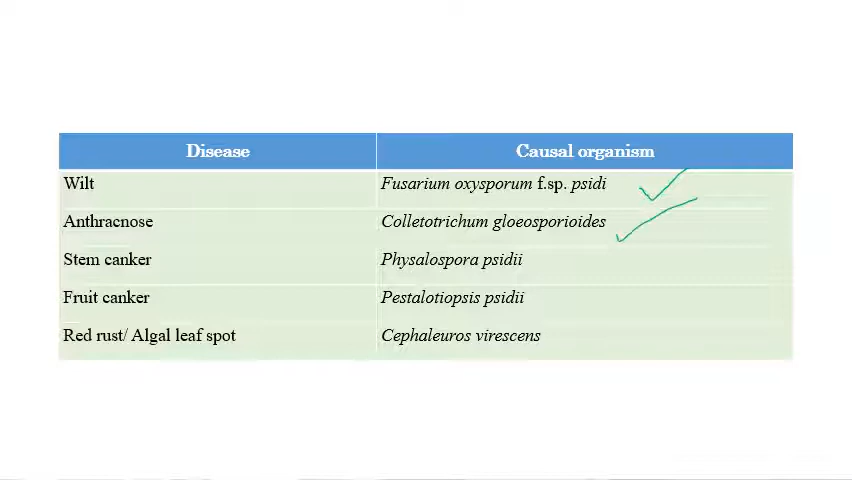 Disease Causal organism
Wilt Fusarium oxysporum f.sp. psidi
Anthracnose Colletotrichum gloeosporioides
Stem canker Physalospora psidii
Fruit canker Pestalotiopsis psidii
Red rust/ Algal leaf spot Cephaleuros virescens